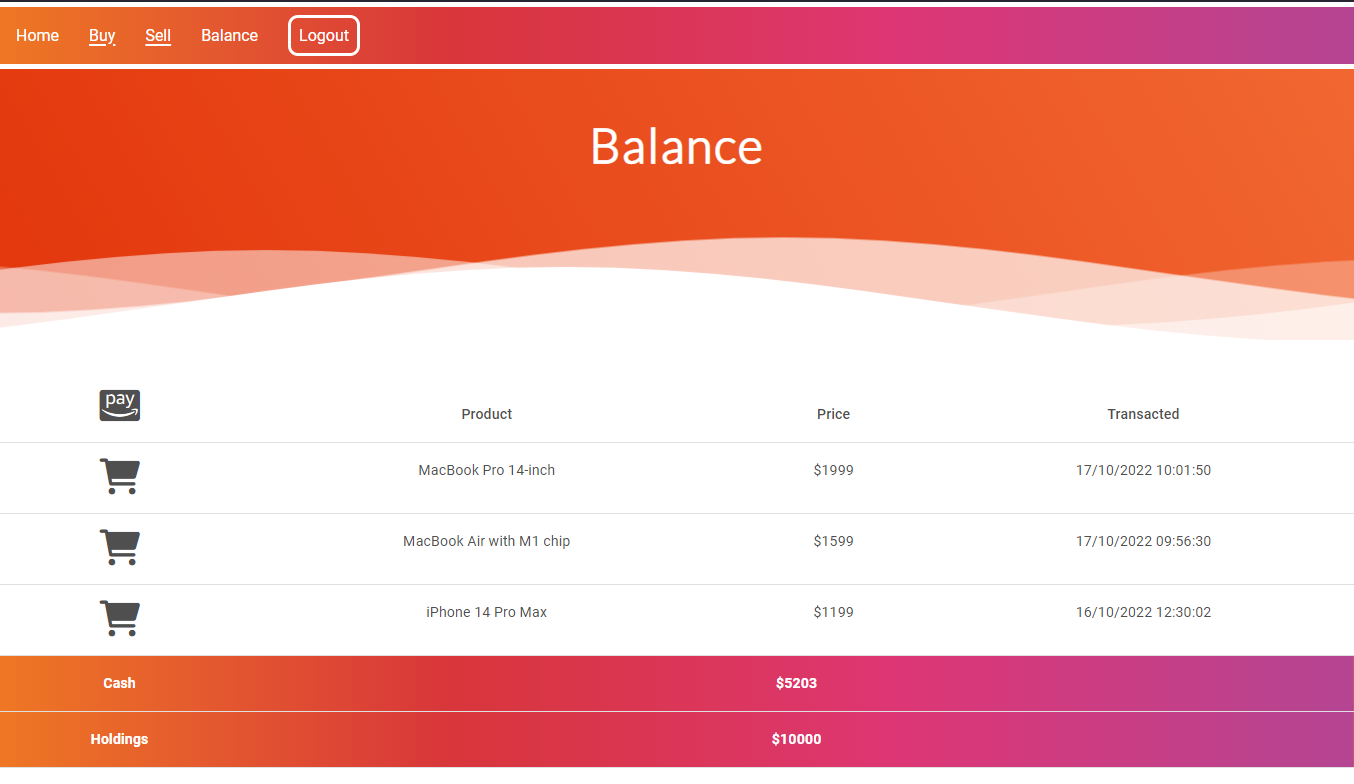 Home Buy Sell Balance Logout
Balance
pay Product Price Transacted
MacBook Pro 14-inch $1999 17/10/2022 10:01:50
MacBook Air with M1 chip $1599 17/10/2022 09:56:30
iPhone 14 Pro Max $1199 16/10/2022 12:30:02
Cash $5203
Holdings $10000